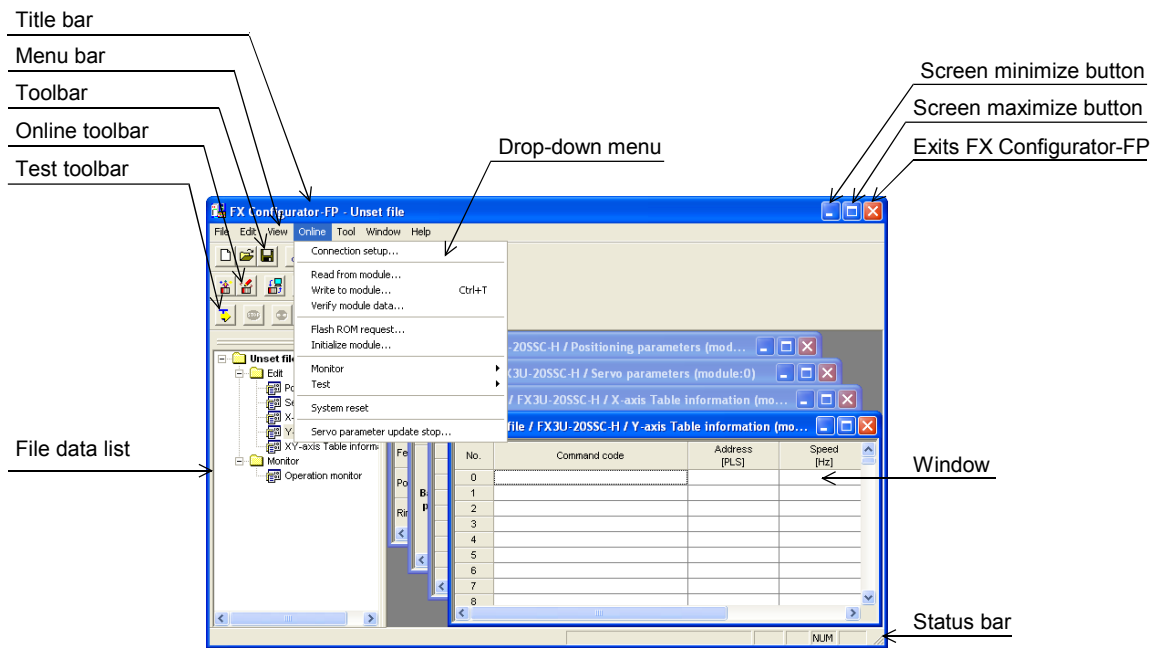 Title bar
Menu bar
Toolbar
Online toolbar
Test toolbar
Drop-down menu
Screen minimize button
Screen maximize button
Exits FX Configurator-FP
FX Configurator-FP - Unset file
File Edit View Online Tool Window Help
Connection setup...
Read from module...
Write to module... Ctrl+T
Verify module data...
Flash ROM request...
Initialize module...
Monitor
Test
System reset
Servo parameter update stop...
Unset file
Edit
XY-axis Table inform
Monitor
Operation monitor
-20SSC-H / Positioning parameters (mod...
X3U-20SSC-H / Servo parameters (module:0)
/ FX3U-20SSC-H / X-axis Table information (mo...
file / FX3U-20SSC-H / Y-axis Table information (mo...
No. Command code Address [PLS] Speed [Hz]
0
1
2
3
4
5
6
7
8
NUM
File data list
Window
Status bar